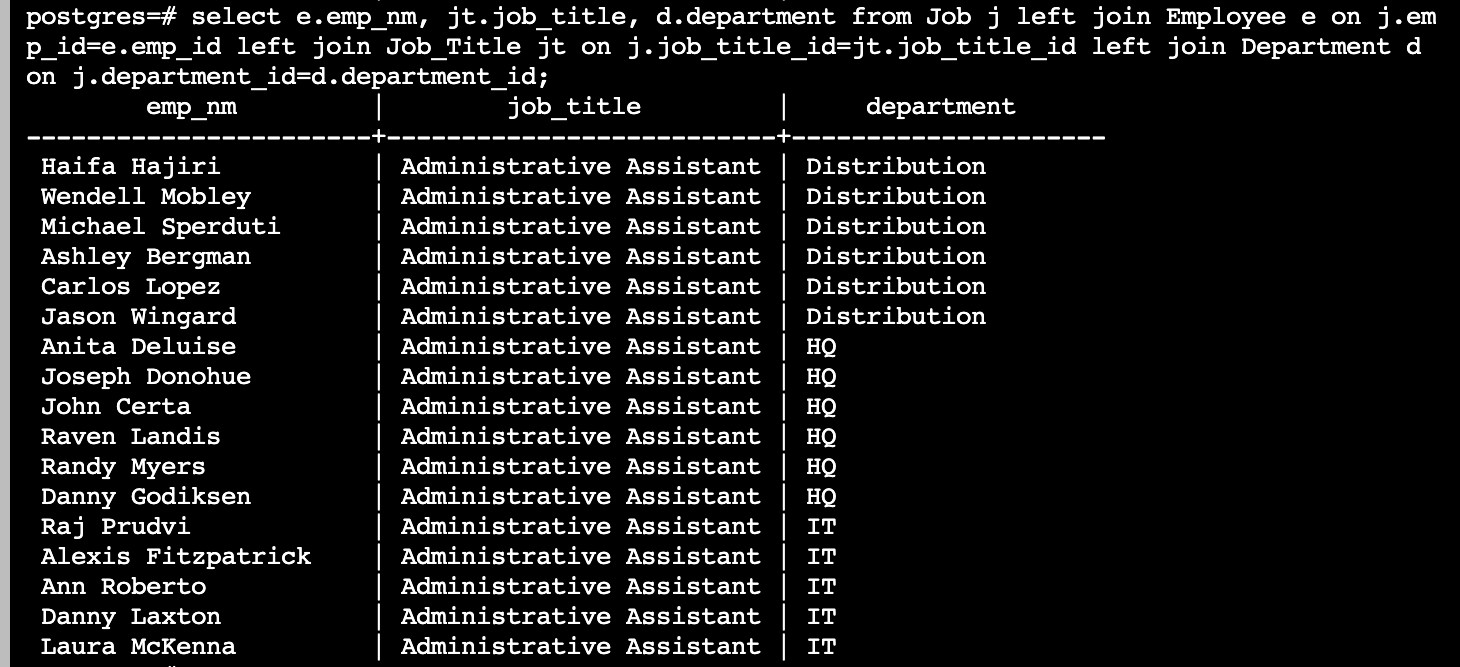 postgres=# select e.emp_nm, jt.job_title, d.department from Job j left join Employee e on j.em
p_id=e.emp_id left join Job_Title jt on j.job_title_id=jt.job_title_id left join Department d
on j.department_id=d.department_id;
emp_nm | job_title | department
-----------------------+--------------------------+---------------------
Haifa Hajiri | Administrative Assistant | Distribution
Wendell Mobley | Administrative Assistant | Distribution
Michael Sperduti | Administrative Assistant | Distribution
Ashley Bergman | Administrative Assistant | Distribution
Carlos Lopez | Administrative Assistant | Distribution
Jason Wingard | Administrative Assistant | Distribution
Anita Deluise | Administrative Assistant | HQ
Joseph Donohue | Administrative Assistant | HQ
John Certa | Administrative Assistant | HQ
Raven Landis | Administrative Assistant | HQ
Randy Myers | Administrative Assistant | HQ
Danny Godiksen | Administrative Assistant | HQ
Raj Prudvi | Administrative Assistant | IT
Alexis Fitzpatrick | Administrative Assistant | IT
Ann Roberto | Administrative Assistant | IT
Danny Laxton | Administrative Assistant | IT
Laura McKenna | Administrative Assistant | IT